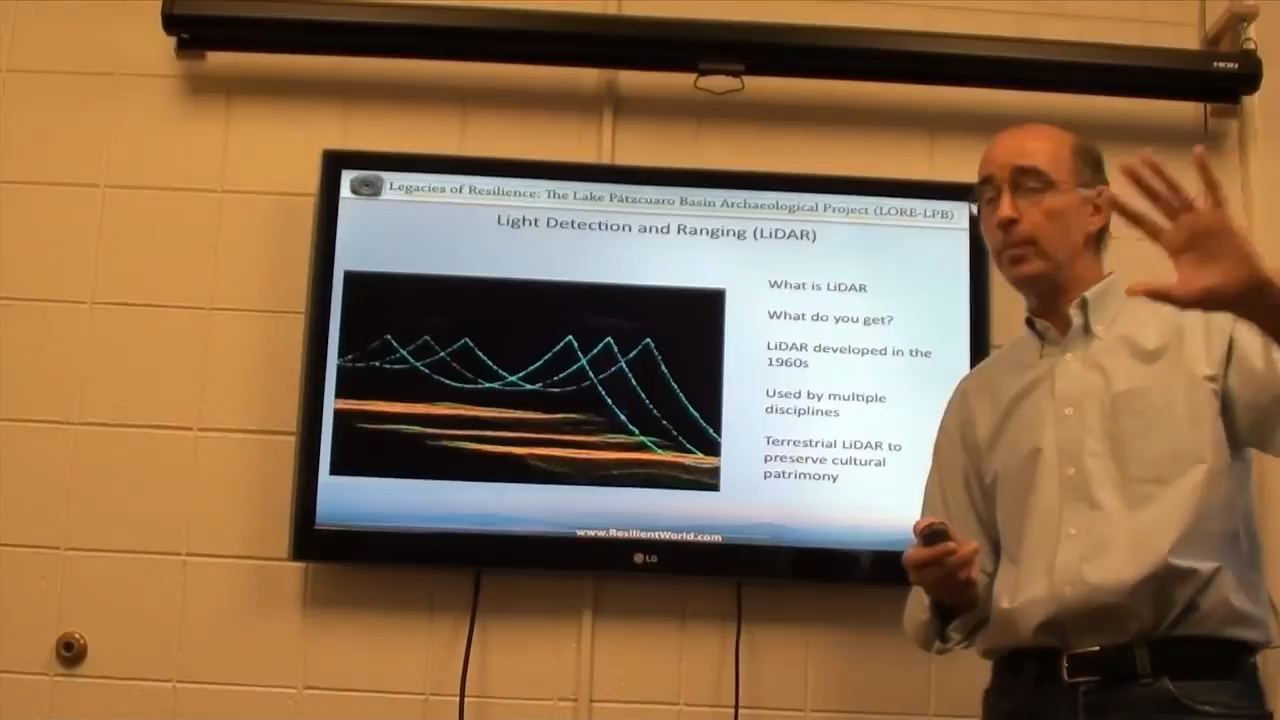 Legacies of Resilience: The Lake Pátzcuaro Basin Archaeological Project (LORE-LPB)
Light Detection and Ranging (LiDAR)
What is LiDAR
What do you get?
LiDAR developed in the
1960s
Used by multiple
disciplines
Terrestrial LiDAR to
preserve cultural
patrimony
www.ResilientWorld.com
LG